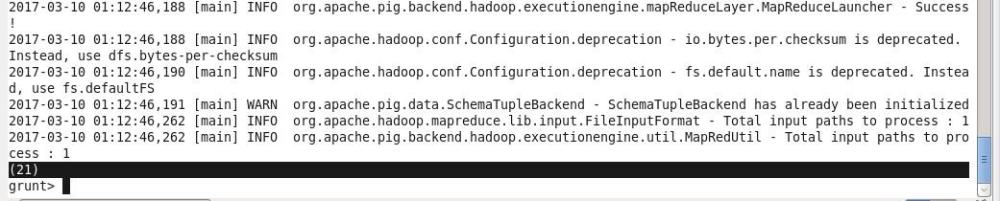 2017-03-10 01:12:46,188 [main] INFO  org.apache.pig.backend.hadoop.executionengine.mapReduceLayer.MapReduceLauncher - Success
!
2017-03-10 01:12:46,188 [main] INFO  org.apache.hadoop.conf.Configuration.deprecation - io.bytes.per.checksum is deprecated.
Instead, use dfs.bytes-per-checksum
2017-03-10 01:12:46,190 [main] INFO  org.apache.hadoop.conf.Configuration.deprecation - fs.default.name is deprecated. Instea
d, use fs.defaultFS
2017-03-10 01:12:46,191 [main] WARN  org.apache.pig.data.SchemaTupleBackend - SchemaTupleBackend has already been initialized
2017-03-10 01:12:46,262 [main] INFO  org.apache.hadoop.mapreduce.lib.input.FileInputFormat - Total input paths to process : 1
2017-03-10 01:12:46,262 [main] INFO  org.apache.pig.backend.hadoop.executionengine.util.MapRedUtil - Total input paths to pro
cess : 1
(21)
grunt>